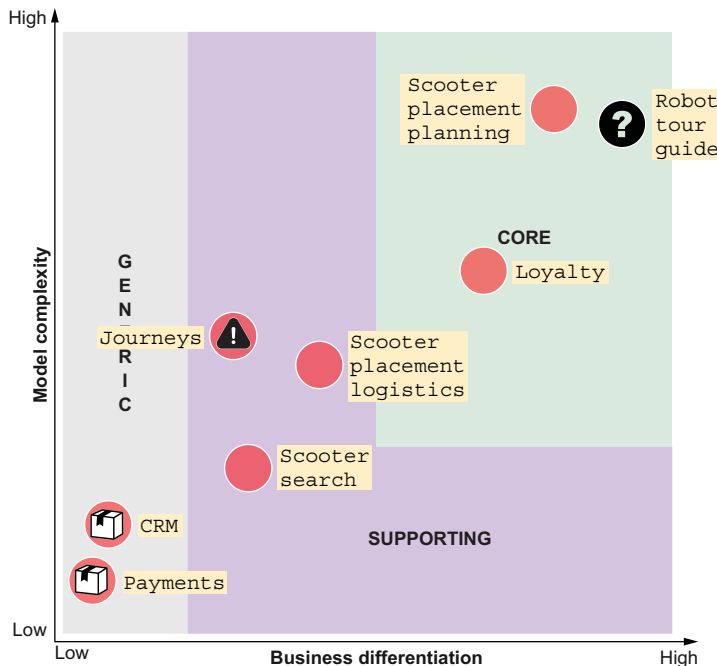 High
Scooter
placement
planning
?
Robot
tour
guide
CORE
Loyalty
G
E
N
E
R
I
C
Journeys
!
Scooter
placement
logistics
Scooter
search
CRM
SUPPORTING
Payments
Model complexity
Low
Low
Business differentiation
High